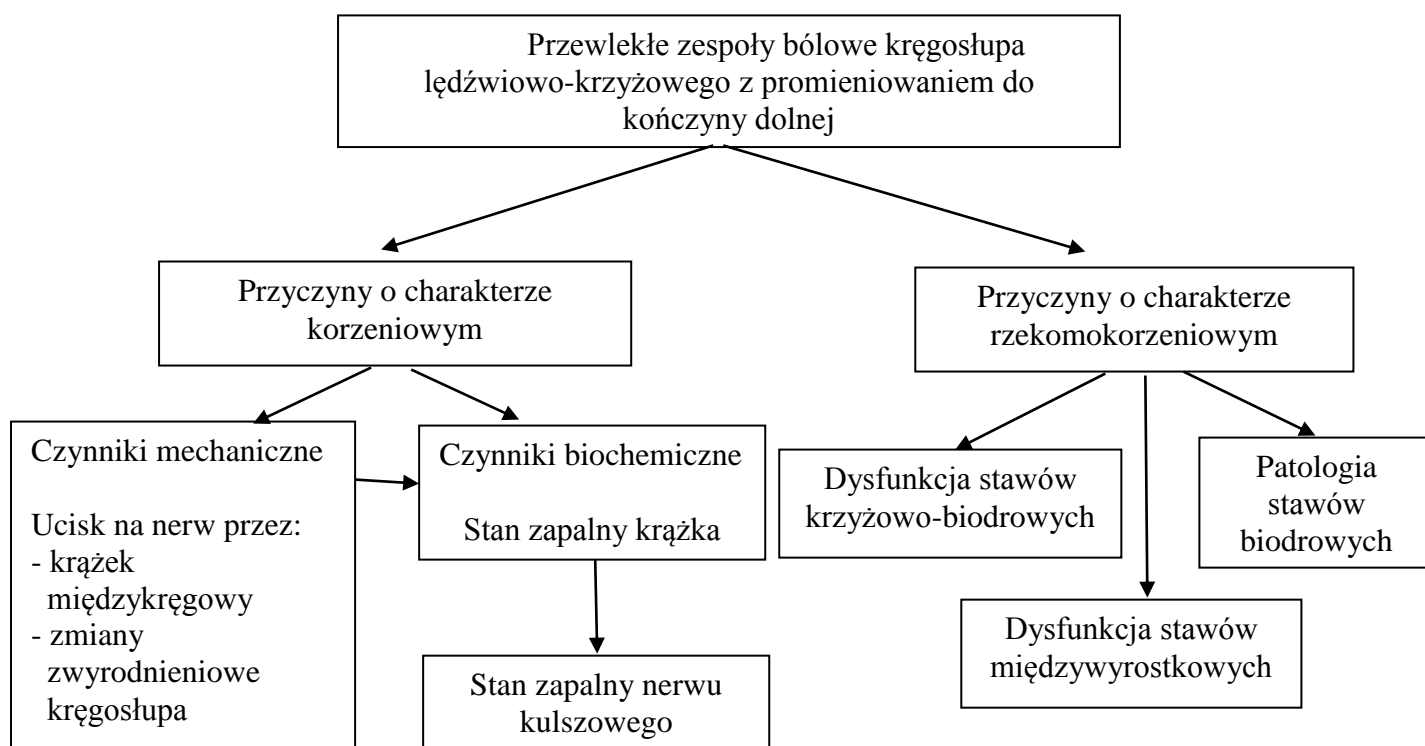 Przewlekłe zespoły bólowe kręgosłupa
lędźwiowo-krzyżowego z promieniowaniem do
kończyny dolnej
Przyczyny o charakterze
korzeniowym
Przyczyny o charakterze
rzekomokorzeniowym
Czynniki mechaniczne
Ucisk na nerw przez:
- krążek
międzykręgowy
- zmiany
zwyrodnieniowe
kręgosłupa
Czynniki biochemiczne
Stan zapalny krążka
Stan zapalny nerwu
kulszowego
Dysfunkcja stawów
krzyżowo-biodrowych
Dysfunkcja stawów
międzywyrostkowych
Patologia
stawów
biodrowych